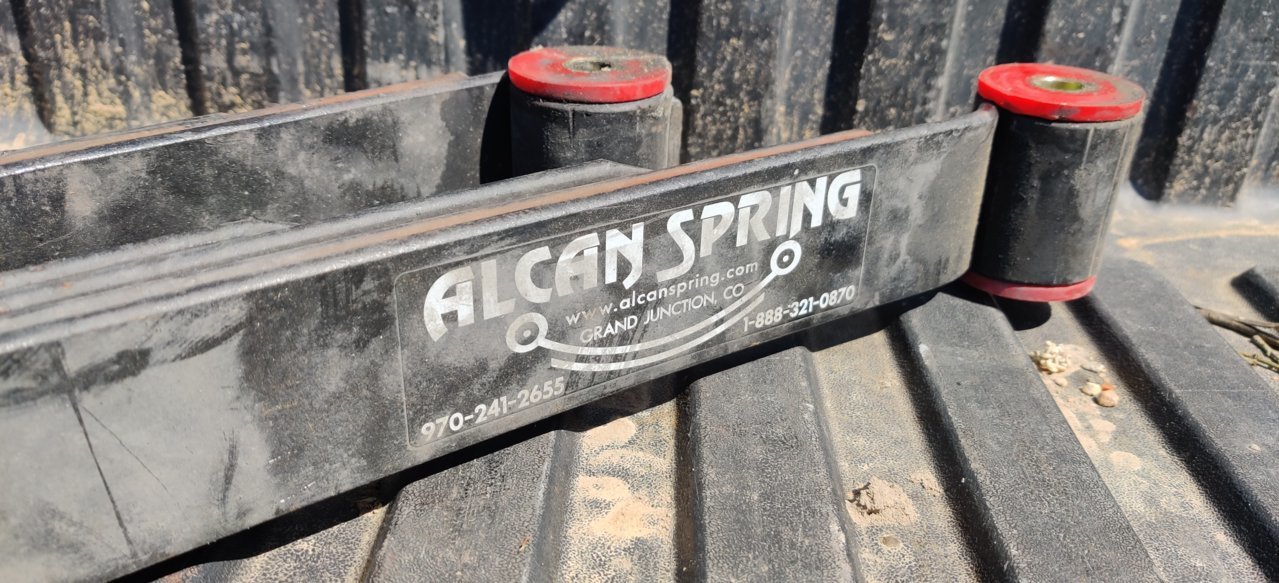 ALCAN SPRING
www.alcanspring.com
GRAND JUNCTION, CO
970-241-2655
1-888-321-0870